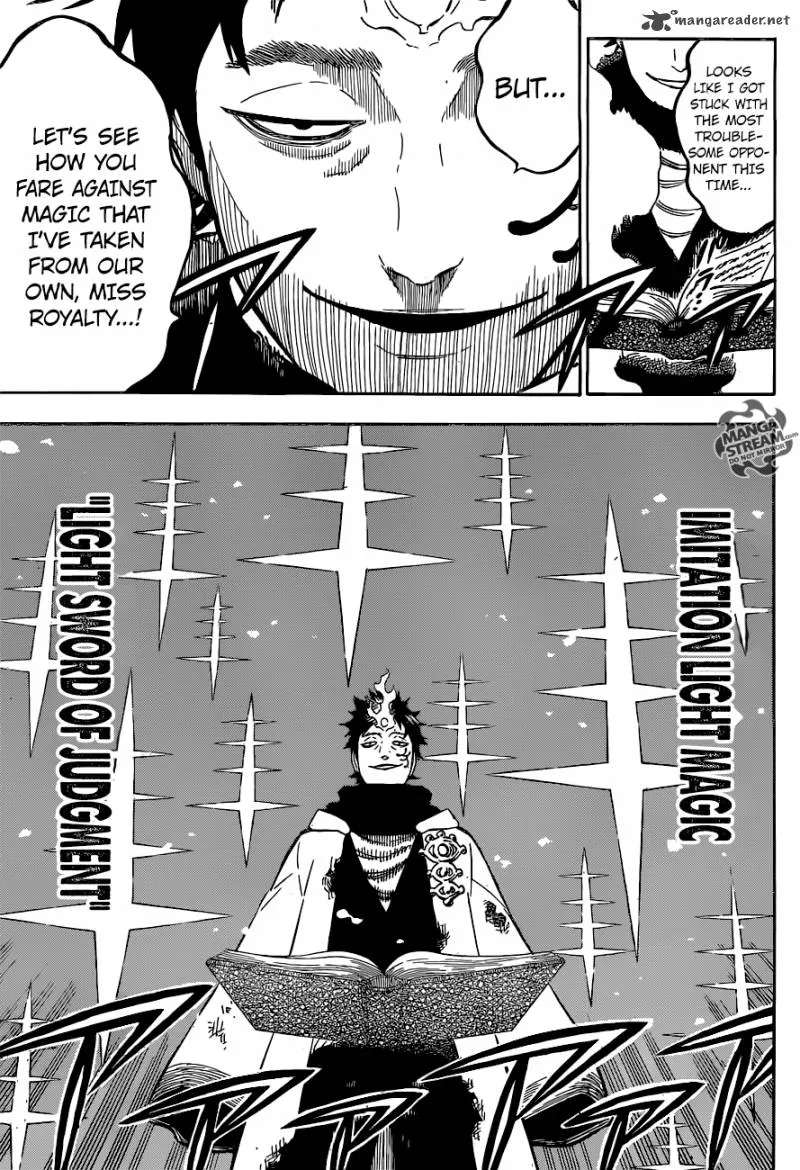 mangareader.net
LOOKS
LIKE I GOT
STUCK WITH
THE MOST
TROUBLE-
SOME OPPO-
NENT THIS
TIME...
BUT...
LET'S SEE
HOW YOU
FARE AGAINST
MAGIC THAT
I'VE TAKEN
FROM OUR
OWN, MISS
ROYALTY...!
MANGA
STREAM.com
DO NOT MIRROR
IMITATION LIGHT MAGIC
"LIGHT SWORD OF JUDGMENT"